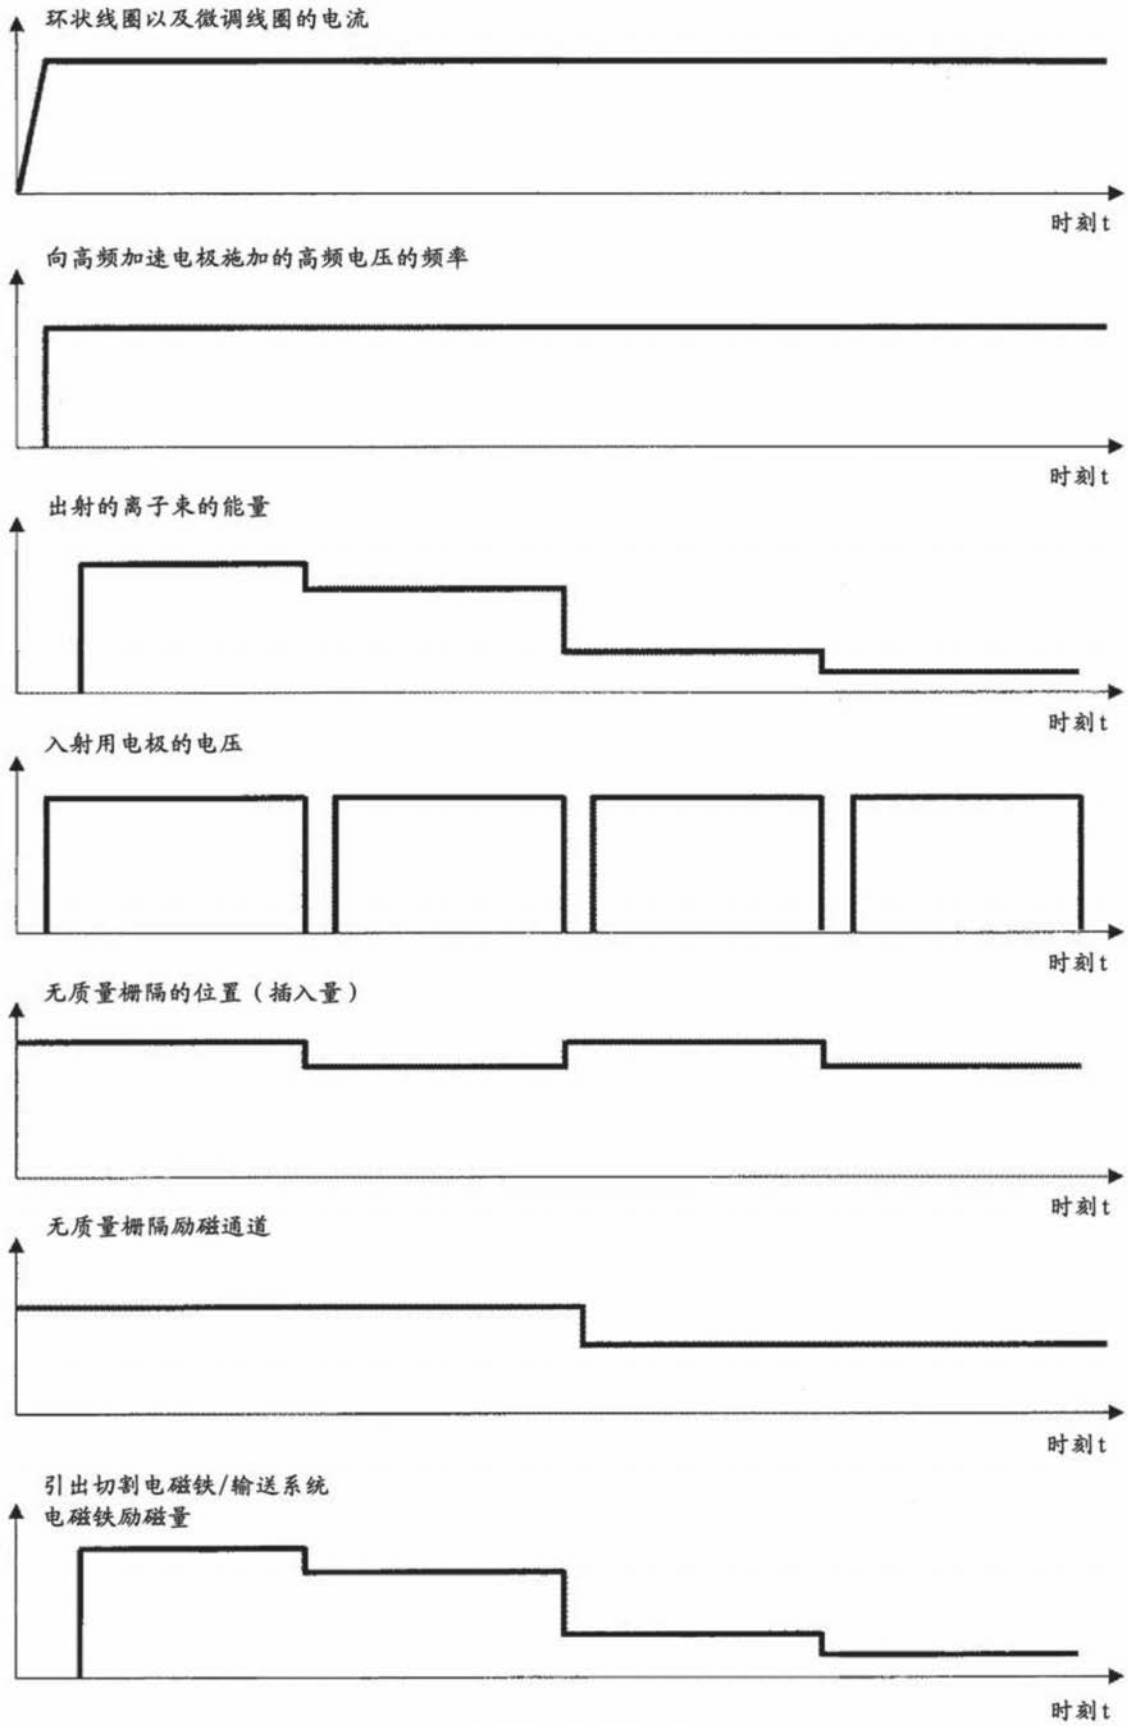 环状线圈以及微调线圈的电流
时刻t
向高频加速电极施加的高频电压的频率
时刻t
出射的离子束的能量
时刻t
入射用电极的电压
时刻t
无质量栅隔的位置(插入量)
时刻t
无质量栅隔励磁通道
时刻t
引出切割电磁铁/输送系统
电磁铁励磁量
时刻t